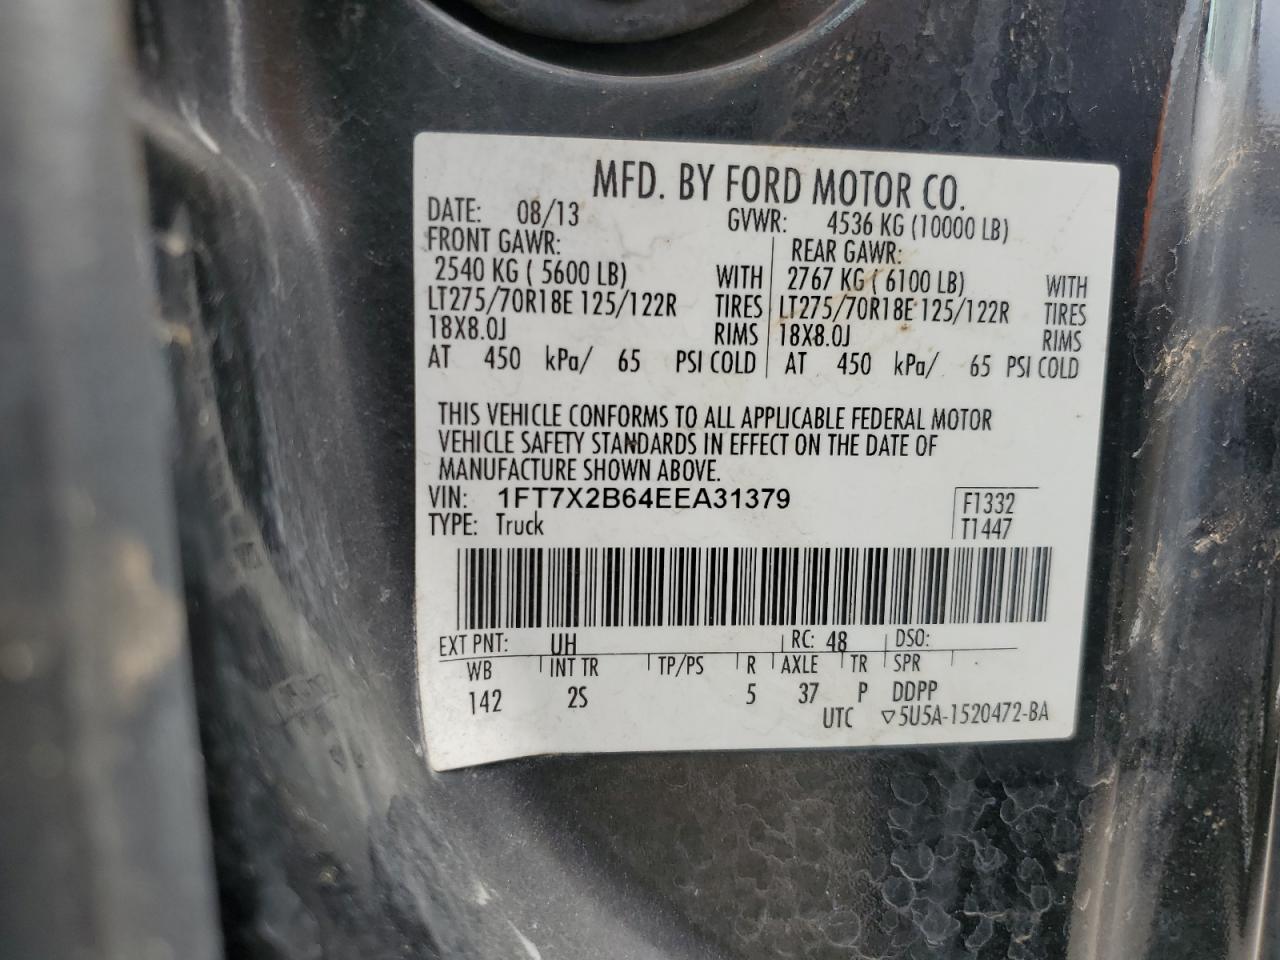 MFD. BY FORD MOTOR CO.
DATE: 08/13 GVWR: 4536 KG (10000 LB)
FRONT GAWR: REAR GAWR:
2540 KG ( 5600 LB) WITH 2767 KG ( 6100 LB) WITH
LT275/70R18E 125/122R TIRES LT275/70R18E 125/122R TIRES
18X8.0J RIMS 18X8.0J RIMS
AT 450 kPa/ 65 PSI COLD AT 450 kPa/ 65 PSI COLD
THIS VEHICLE CONFORMS TO ALL APPLICABLE FEDERAL MOTOR
VEHICLE SAFETY STANDARDS IN EFFECT ON THE DATE OF
MANUFACTURE SHOWN ABOVE.
VIN: 1FT7X2B64EEA31379 F1332
TYPE: Truck T1447
EXT PNT: UH RC: 48 DSO:
WB INT TR TP/PS R AXLE TR SPR
142 2S 5 37 P DDPP
UTC ▽5U5A-1520472-BA